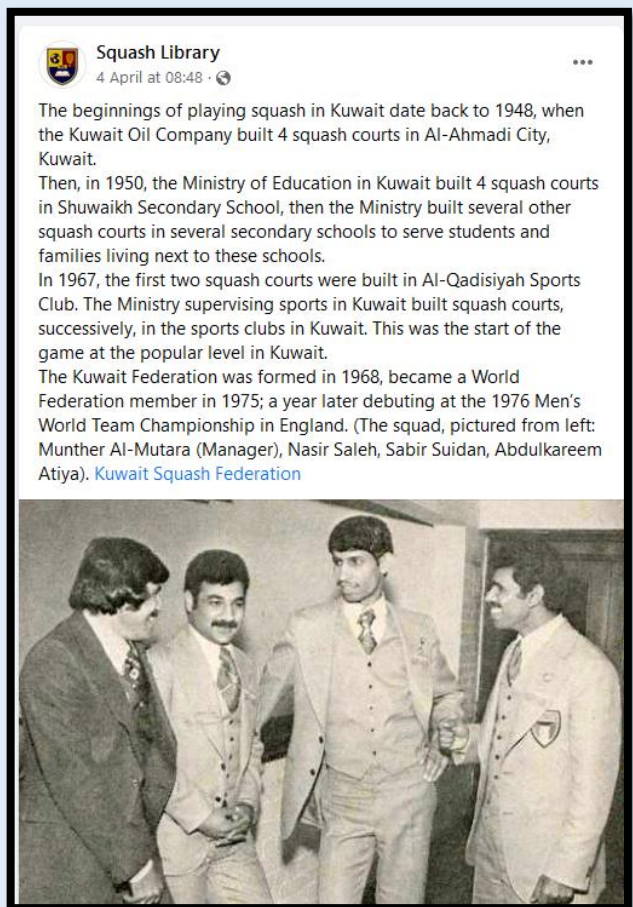 Squash Library
4 April at 08:48 ·
The beginnings of playing squash in Kuwait date back to 1948, when
the Kuwait Oil Company built 4 squash courts in Al-Ahmadi City,
Kuwait.
Then, in 1950, the Ministry of Education in Kuwait built 4 squash courts
in Shuwaikh Secondary School, then the Ministry built several other
squash courts in several secondary schools to serve students and
families living next to these schools.
In 1967, the first two squash courts were built in Al-Qadisiyah Sports
Club. The Ministry supervising sports in Kuwait built squash courts,
successively, in the sports clubs in Kuwait. This was the start of the
game at the popular level in Kuwait.
The Kuwait Federation was formed in 1968, became a World
Federation member in 1975; a year later debuting at the 1976 Men's
World Team Championship in England. (The squad, pictured from left:
Munther Al-Mutara (Manager), Nasir Saleh, Sabir Suidan, Abdulkareem
Atiya). Kuwait Squash Federation